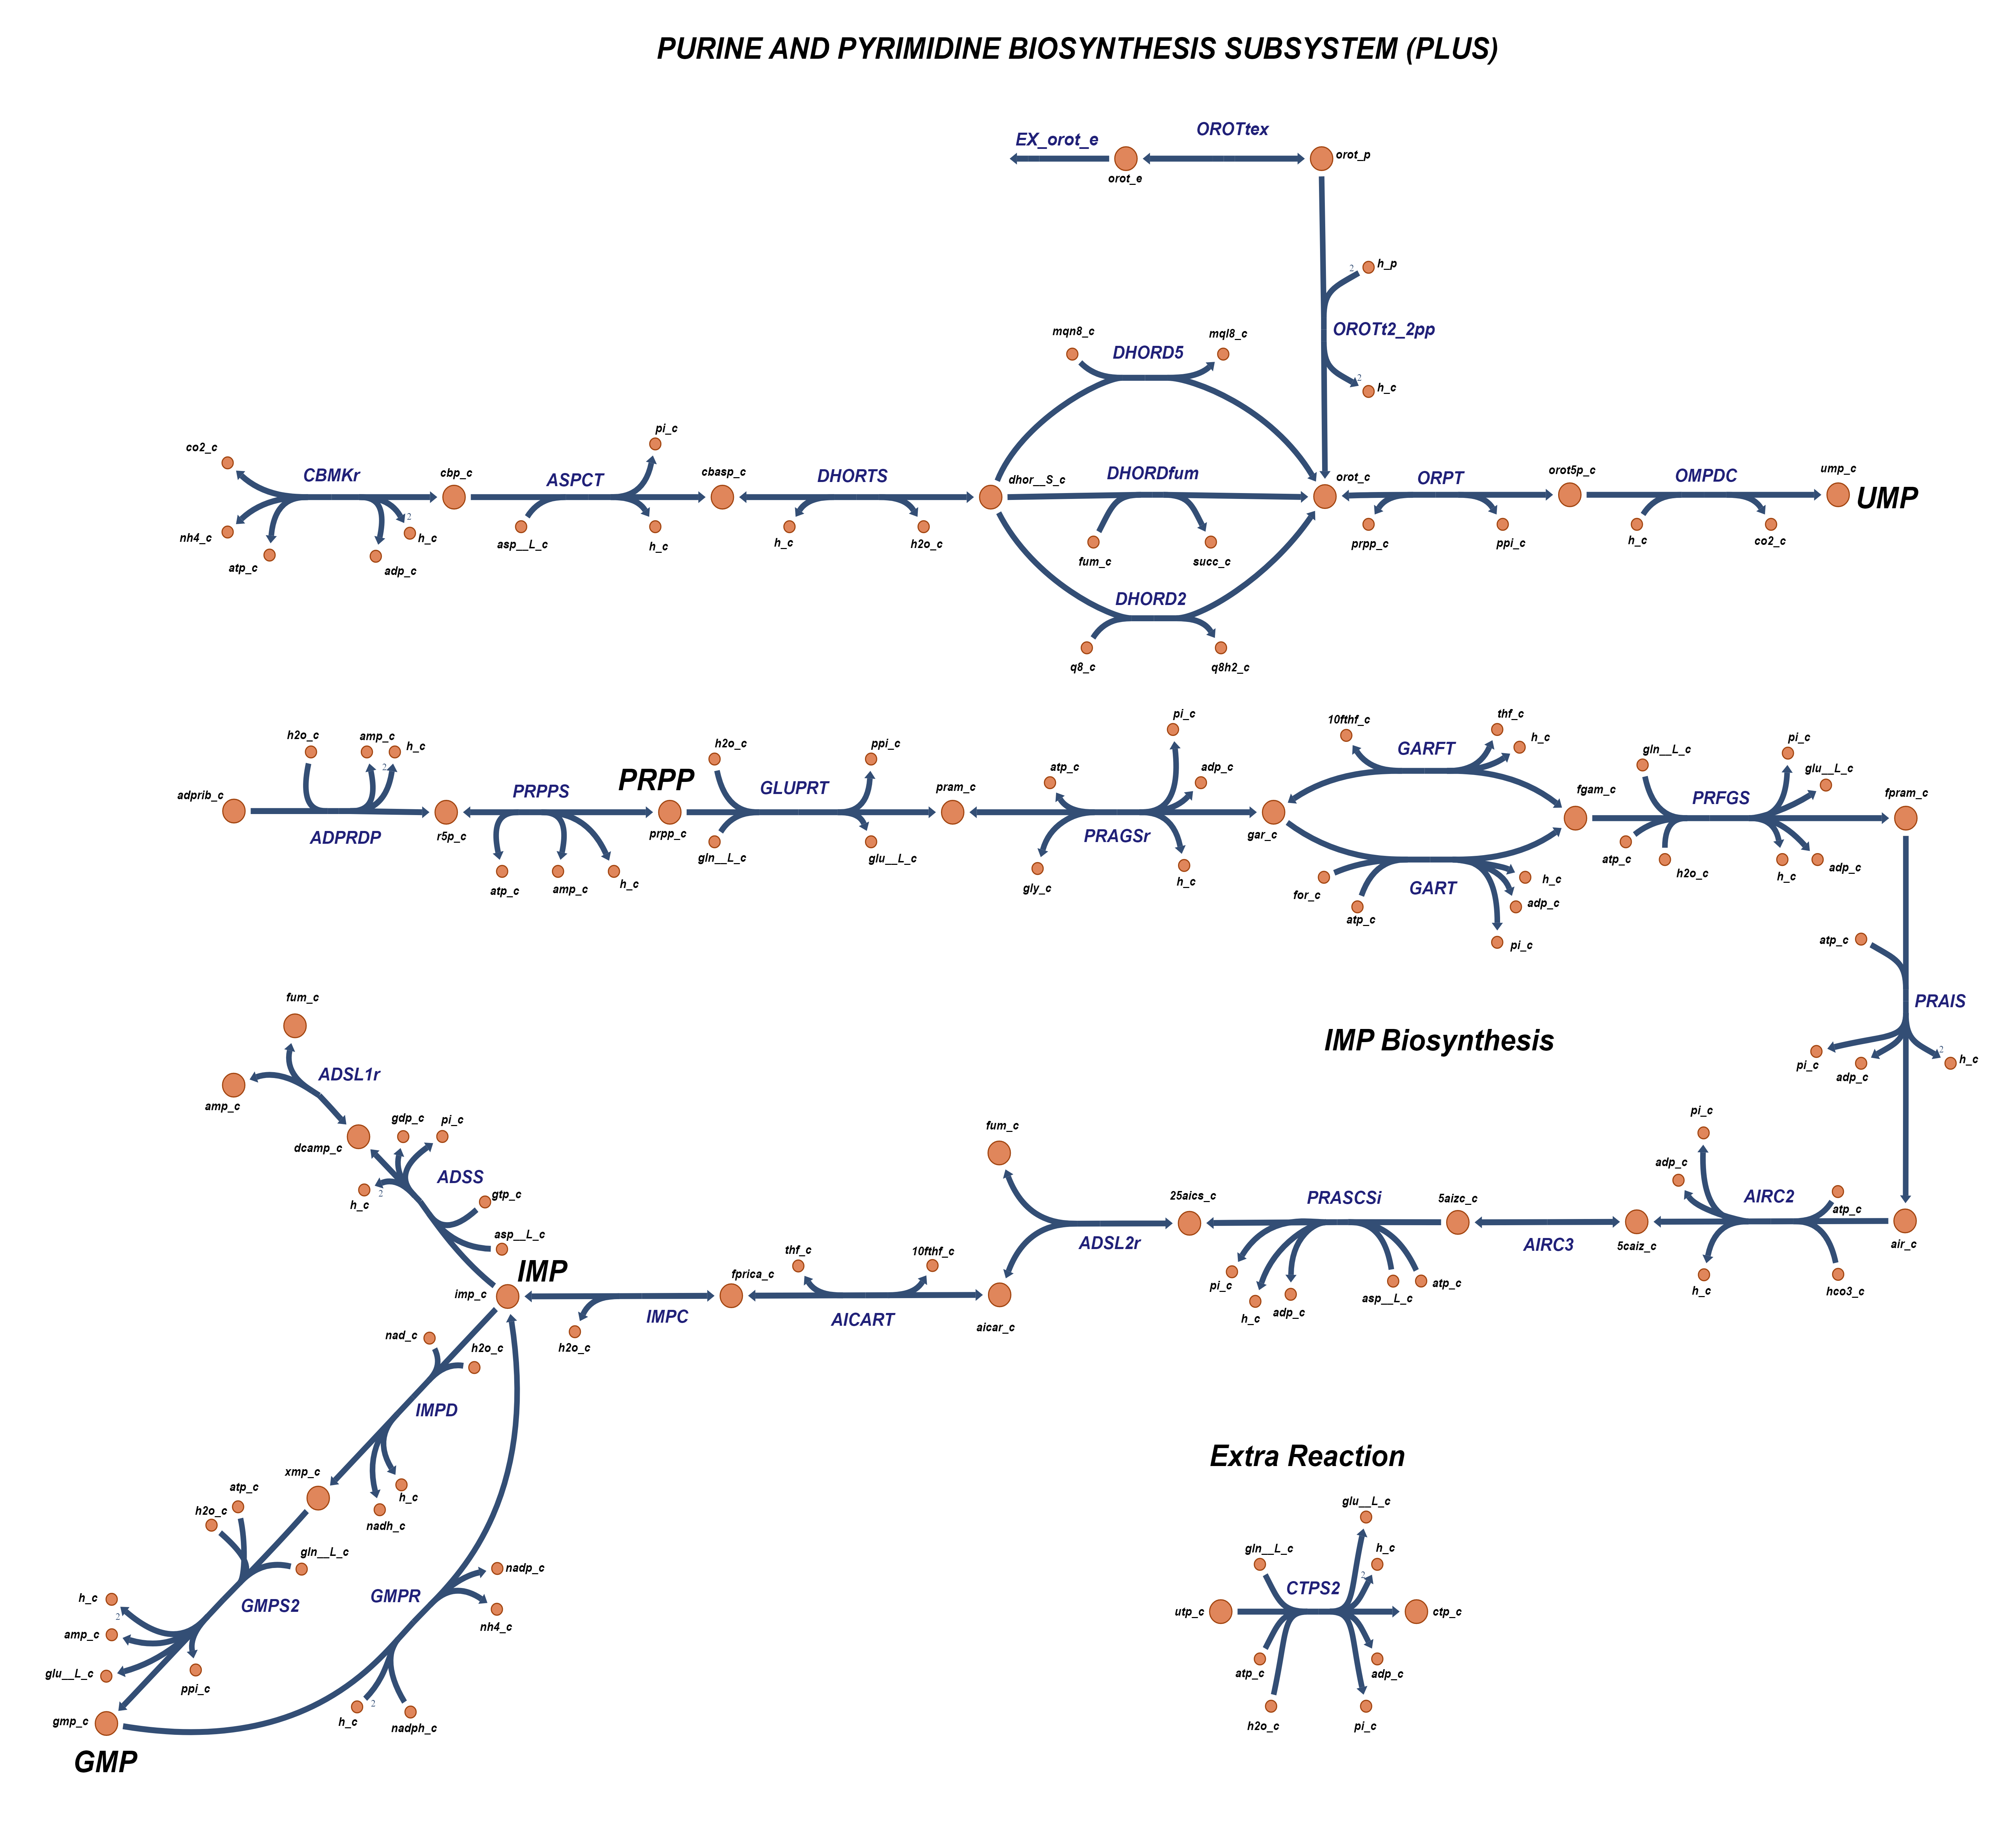 PURINE AND PYRIMIDINE BIOSYNTHESIS SUBSYSTEM (PLUS)
EX_orot_e
OROTtex
orot_e
orot_p
2
h_p
OROTt2_2pp
2
h_c
mqn8_c
DHORD5
mql8_c
co2_c
CBMKr
cbp_c
ASPCT
pi_c
cbasp_c
DHORTS
dhor__S_c
DHORDfum
orot_c
ORPT
orot5p_c
OMPDC
ump_c
UMP
nh4_c
atp_c
adp_c
2
h_c
asp__L_c
h_c
h_c
h2o_c
fum_c
succ_c
prpp_c
ppi_c
h_c
co2_c
DHORD2
q8_c
q8h2_c
adprib_c
h2o_c
amp_c
2
h_c
ADPRDP
r5p_c
PRPPS
atp_c
amp_c
h_c
PRPP
prpp_c
h2o_c
GLUPRT
ppi_c
gln__L_c
glu__L_c
pram_c
atp_c
pi_c
adp_c
PRAGSr
gly_c
h_c
gar_c
10fthf_c
GARFT
thf_c
h_c
for_c
atp_c
GART
h_c
adp_c
pi_c
fgam_c
gln__L_c
PRFGS
pi_c
glu__L_c
atp_c
h2o_c
h_c
adp_c
fpram_c
atp_c
PRAIS
pi_c
adp_c
2
h_c
IMP Biosynthesis
fum_c
ADSL1r
amp_c
dcamp_c
gdp_c
pi_c
ADSS
h_c
2
gtp_c
asp__L_c
IMP
imp_c
h2o_c
IMPC
fprica_c
thf_c
10fthf_c
AICART
aicar_c
fum_c
ADSL2r
25aics_c
PRASCSi
pi_c
h_c
adp_c
asp__L_c
atp_c
5aizc_c
AIRC3
5caiz_c
pi_c
adp_c
AIRC2
atp_c
h_c
hco3_c
air_c
nad_c
h2o_c
IMPD
h_c
nadh_c
xmp_c
atp_c
h2o_c
gln__L_c
GMPS2
h_c
2
amp_c
glu__L_c
ppi_c
gmp_c
GMP
GMPR
nadp_c
nh4_c
h_c
2
nadph_c
Extra Reaction
glu__L_c
gln__L_c
h_c
2
CTPS2
utp_c
ctp_c
atp_c
adp_c
h2o_c
pi_c